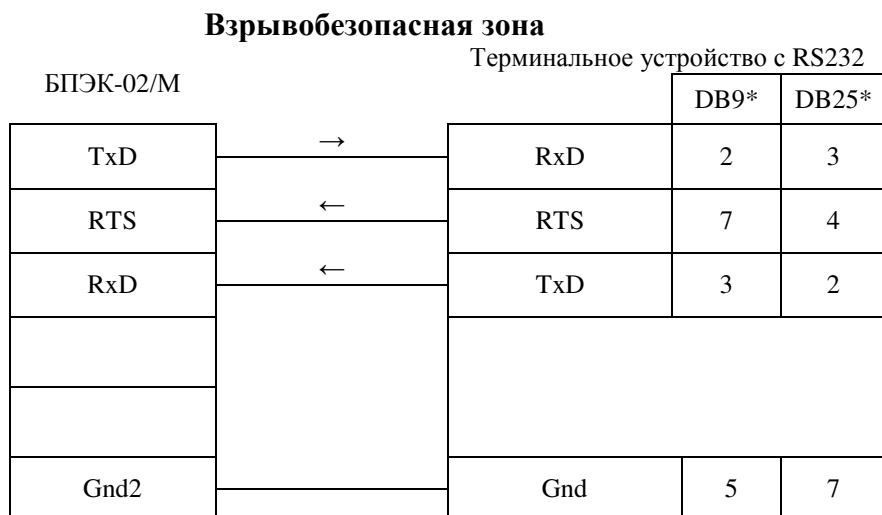 Взрывобезопасная зона
Терминальное устройство с RS232
БПЭК-02/М
DB9* DB25*
TxD → RxD 2 3
RTS ← RTS 7 4
RxD ← TxD 3 2
Gnd2 Gnd 5 7